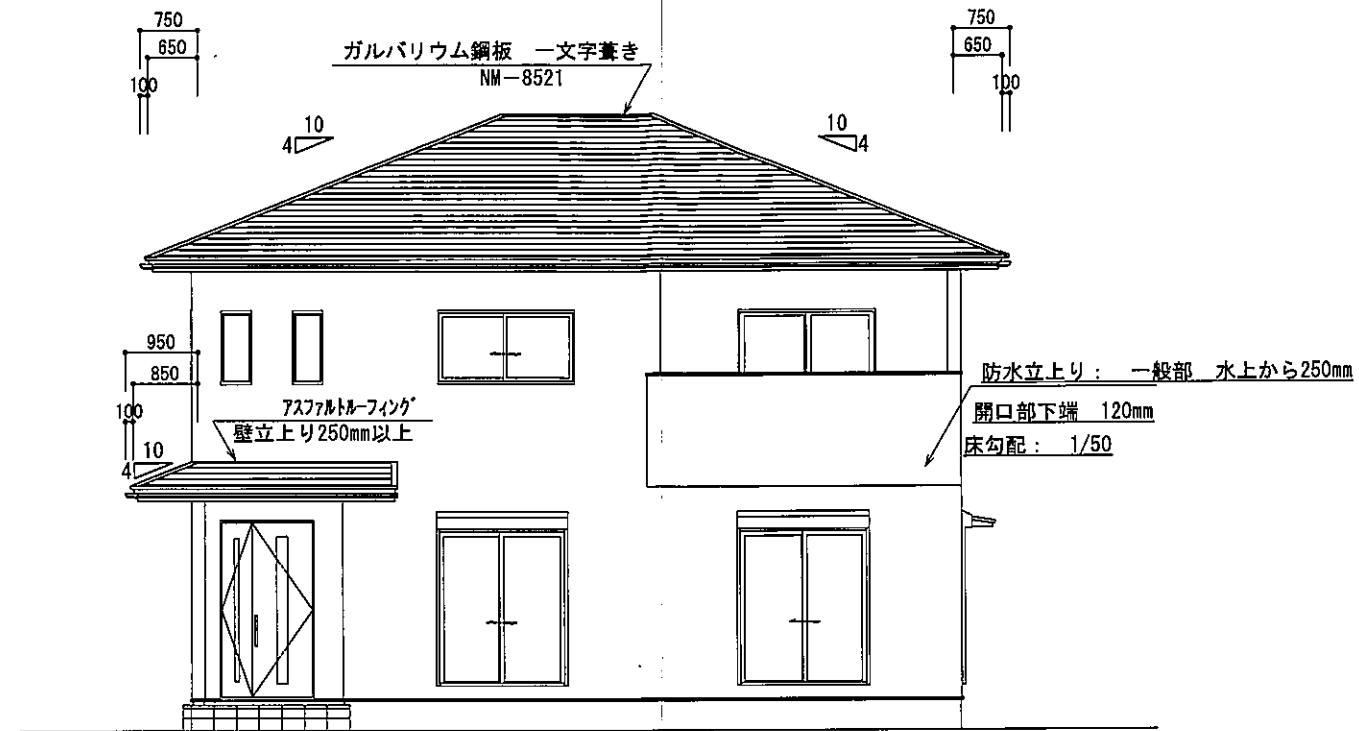 750
650
100
ガルバリウム鋼板 一文字葺き
NM－8521
750
650
100
10
4
10
4
950
850
100
10
4
アスファルトルーフィング
壁立上り250mm以上
防水立上り： 一般部 水上から250mm
開口部下端 120mm
床勾配： 1/50